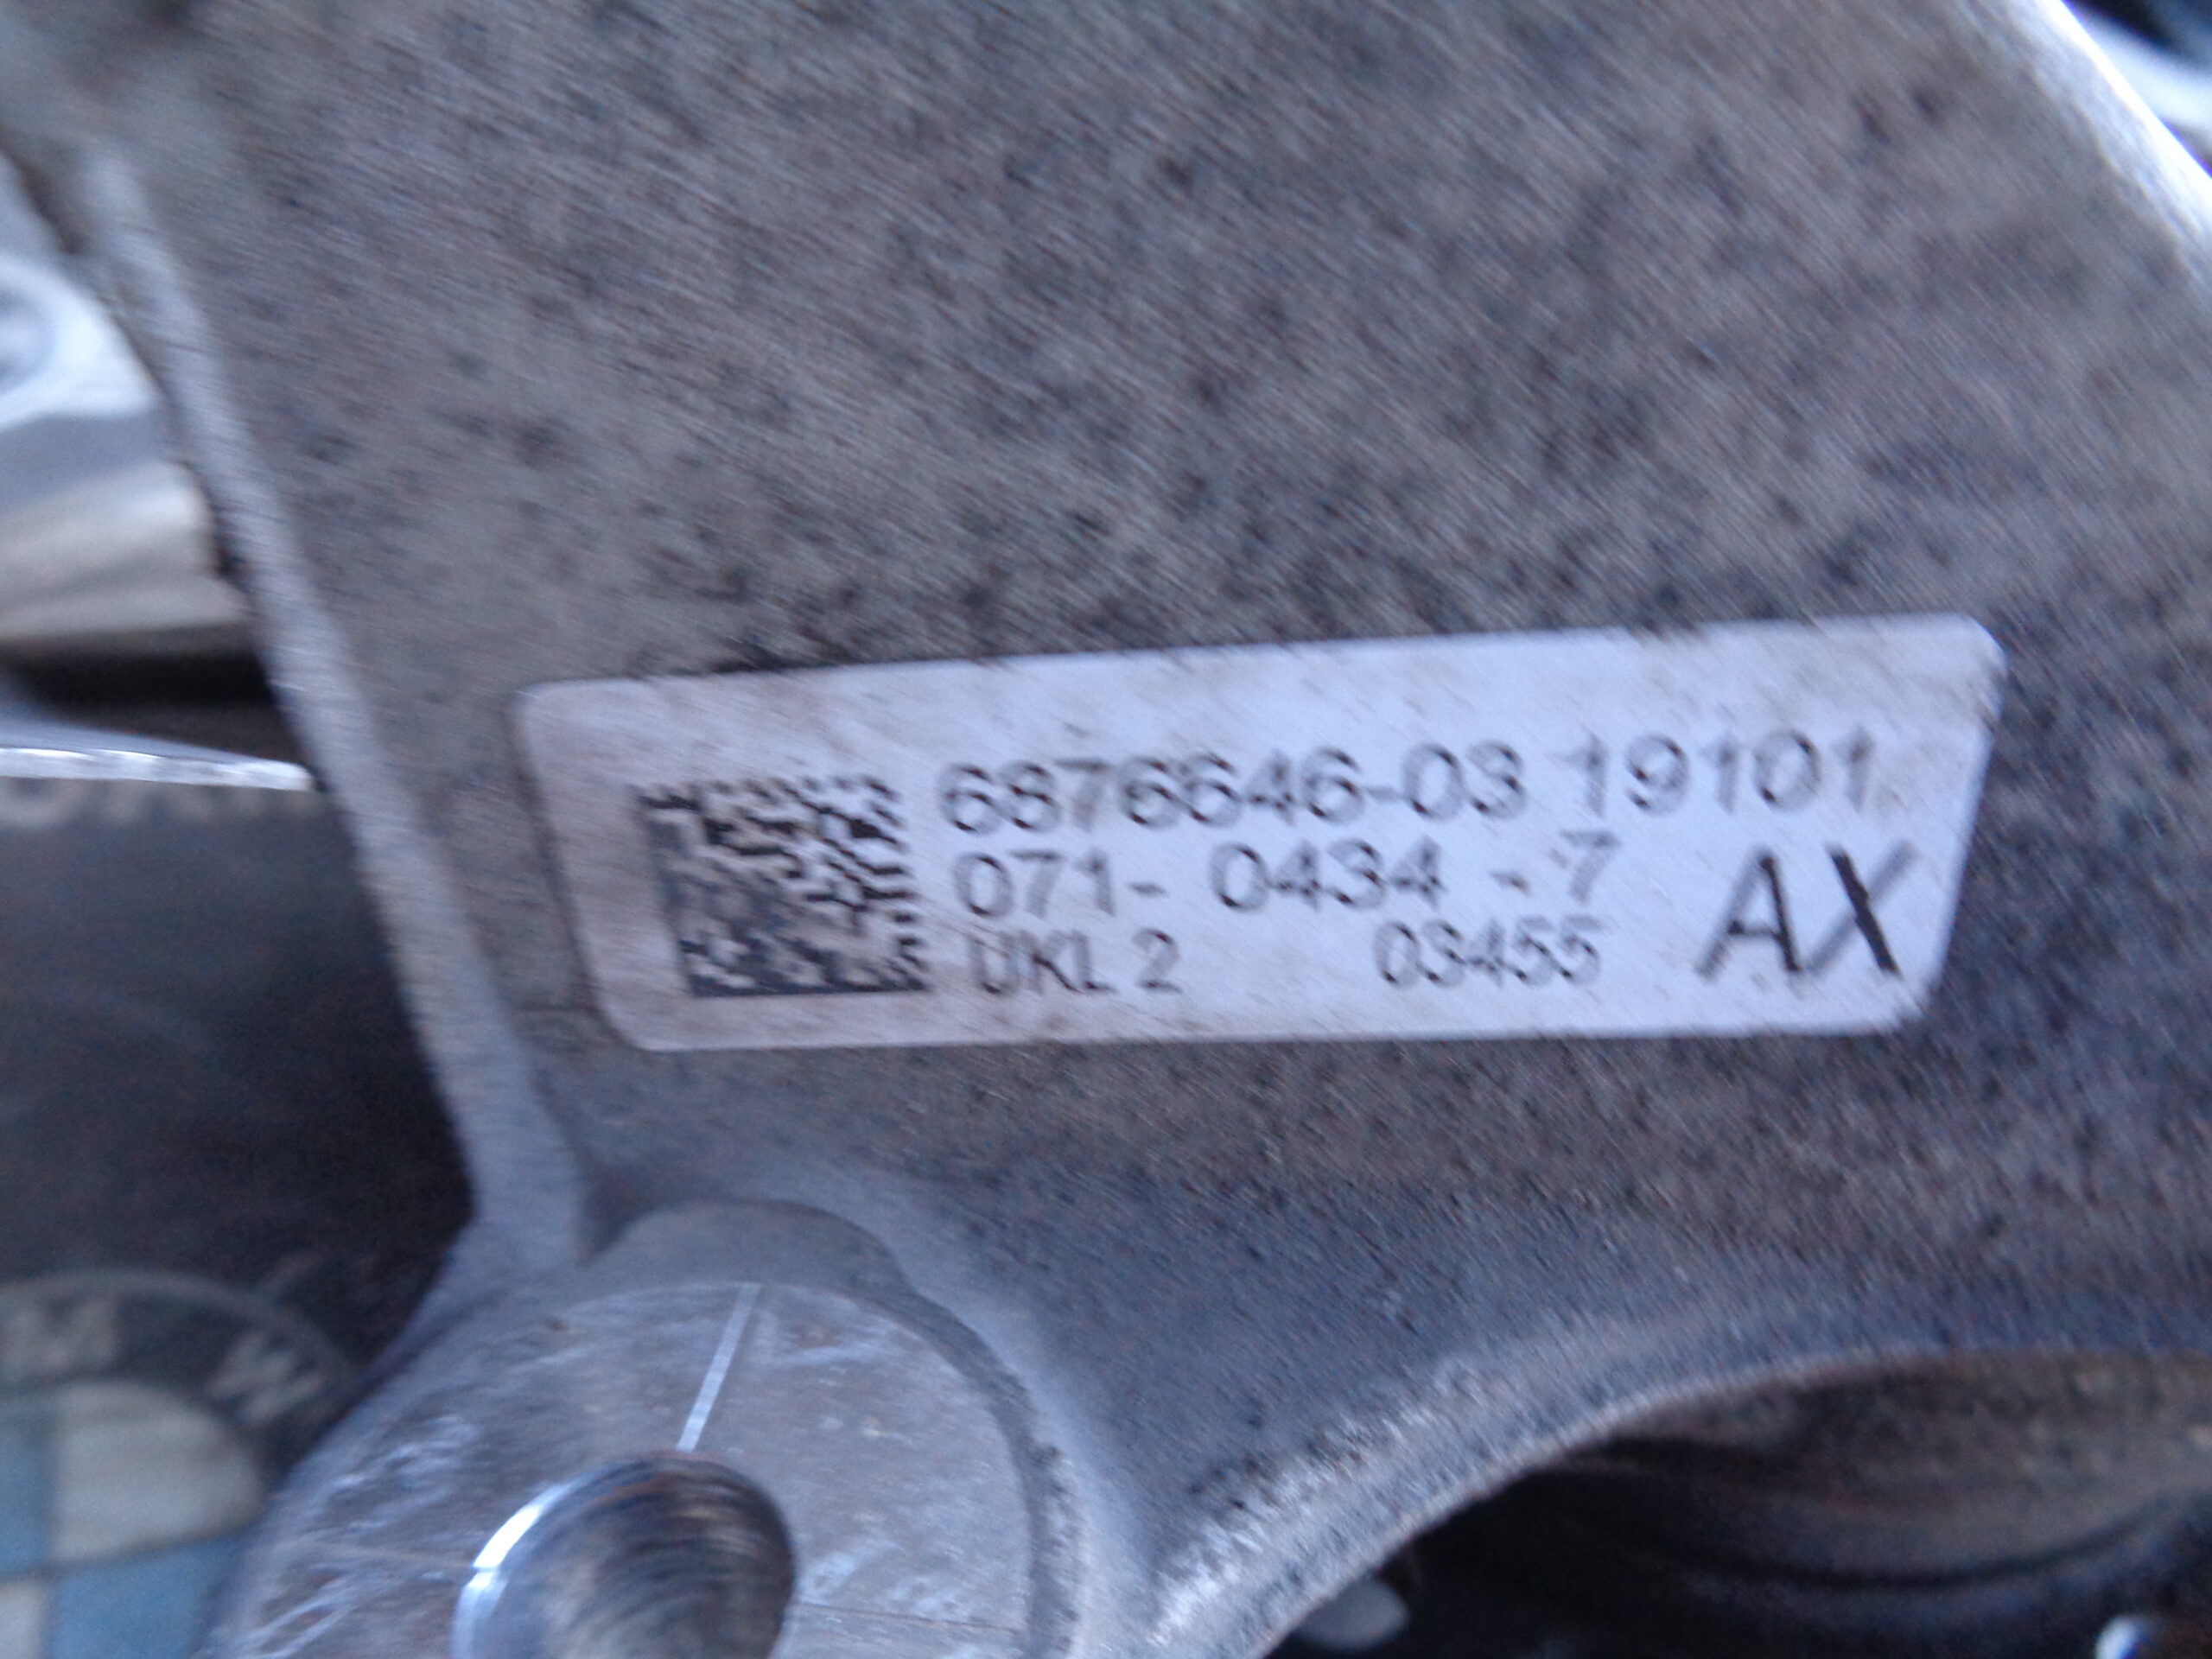 6876646-03 19101
071- 0434 - 7
UKL 2 03455 AX
M W